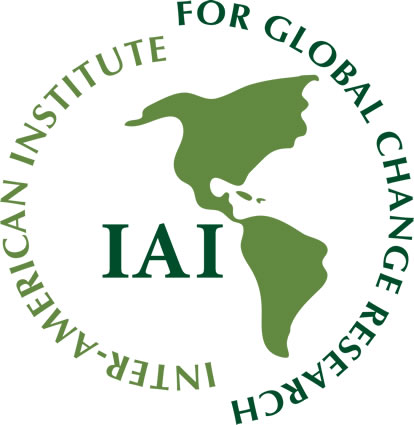 INTER-AMERICAN INSTITUTE
FOR GLOBAL CHANGE RESEARCH
IAI